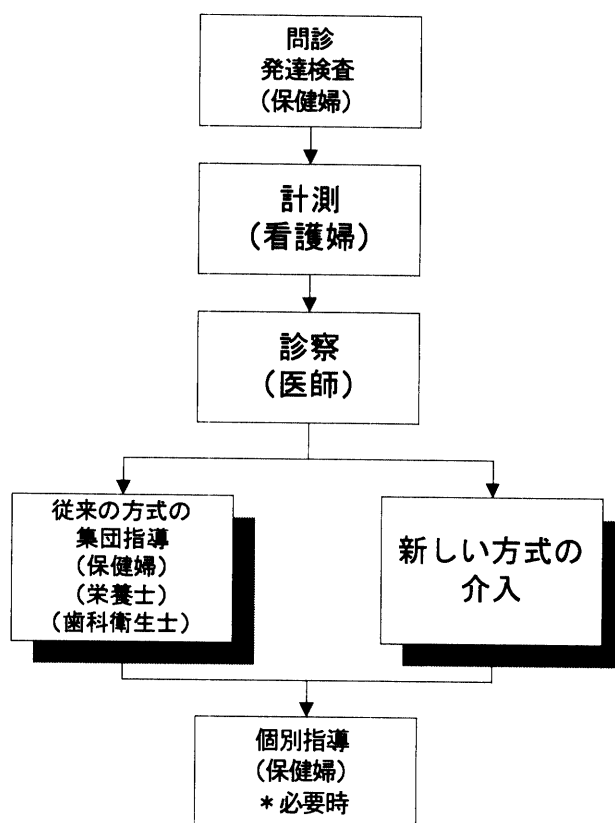 問診
発達検査
(保健婦)
計測
(看護婦)
診察
(医師)
従来の方式の
集団指導
(保健婦)
(栄養士)
(歯科衛生士)
新しい方式の
介入
個別指導
(保健婦)
*必要時